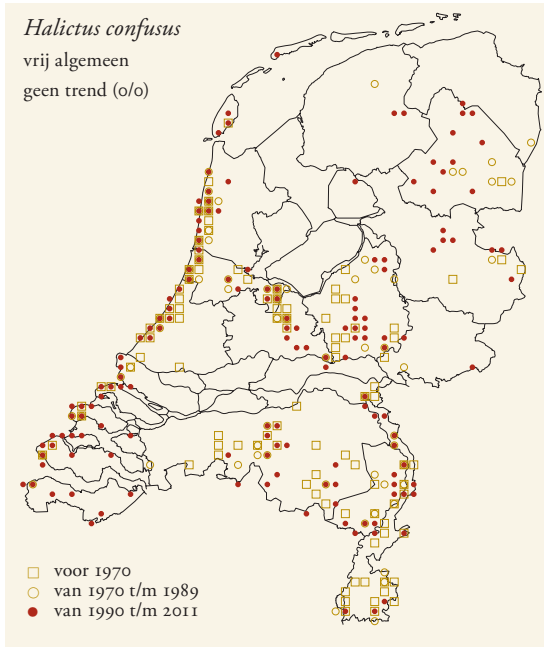 Halictus confusus
vrij algemeen
geen trend (0/0)
voor 1970
van 1970 t/m 1989
van 1990 t/m 2011